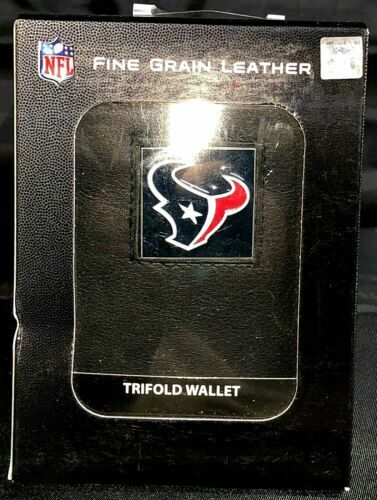 NFL
FINE GRAIN LEATHER
TRIFOLD WALLET